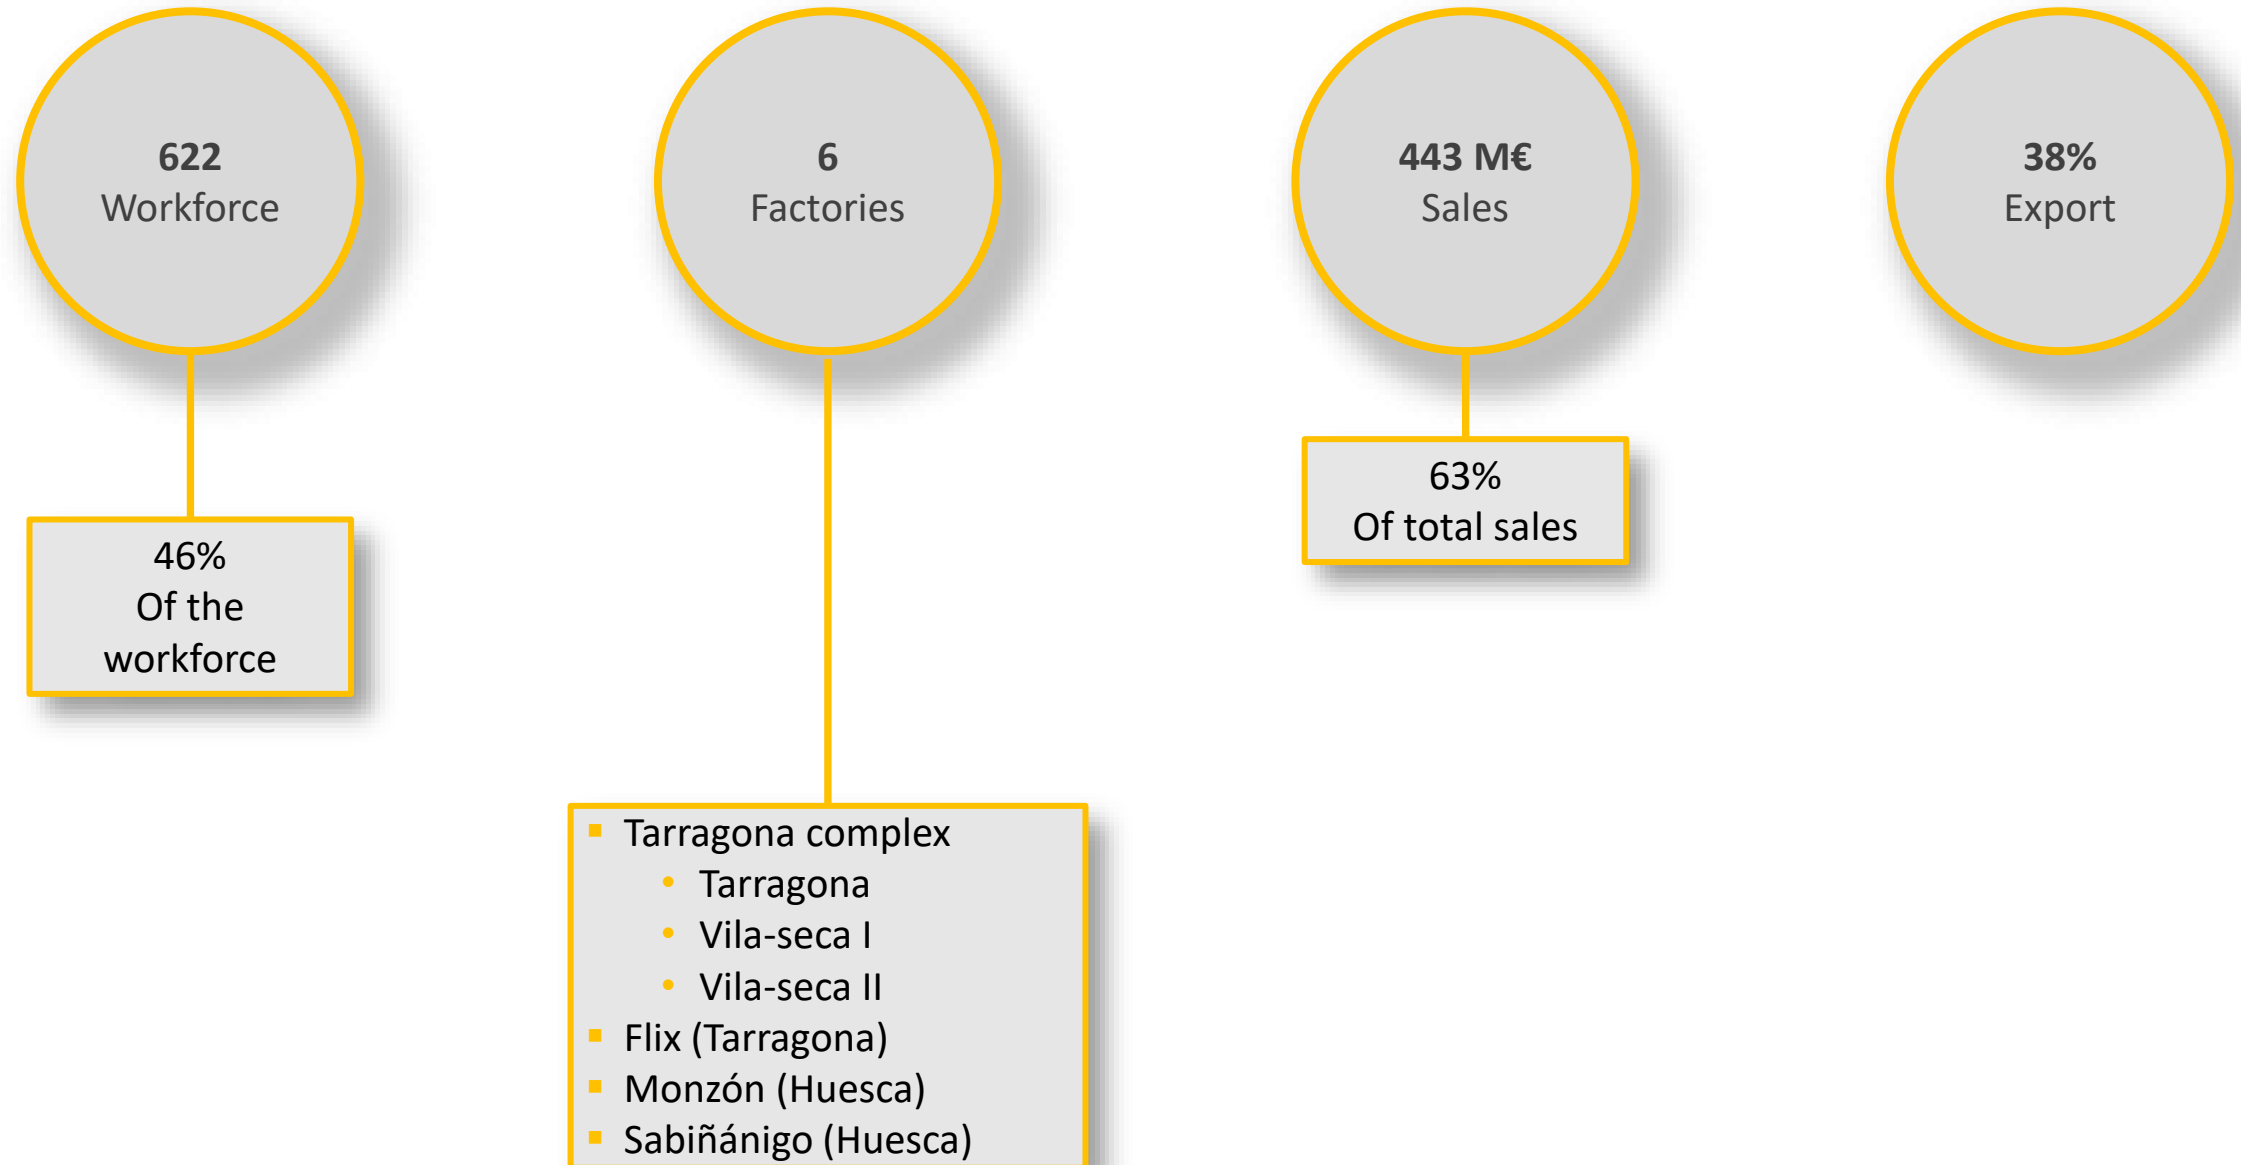 622
Workforce
46%
Of the
workforce
6
Factories
▪ Tarragona complex
• Tarragona
• Vila-seca I
• Vila-seca II
▪ Flix (Tarragona)
▪ Monzón (Huesca)
▪ Sabiñánigo (Huesca)
443 M€
Sales
63%
Of total sales
38%
Export